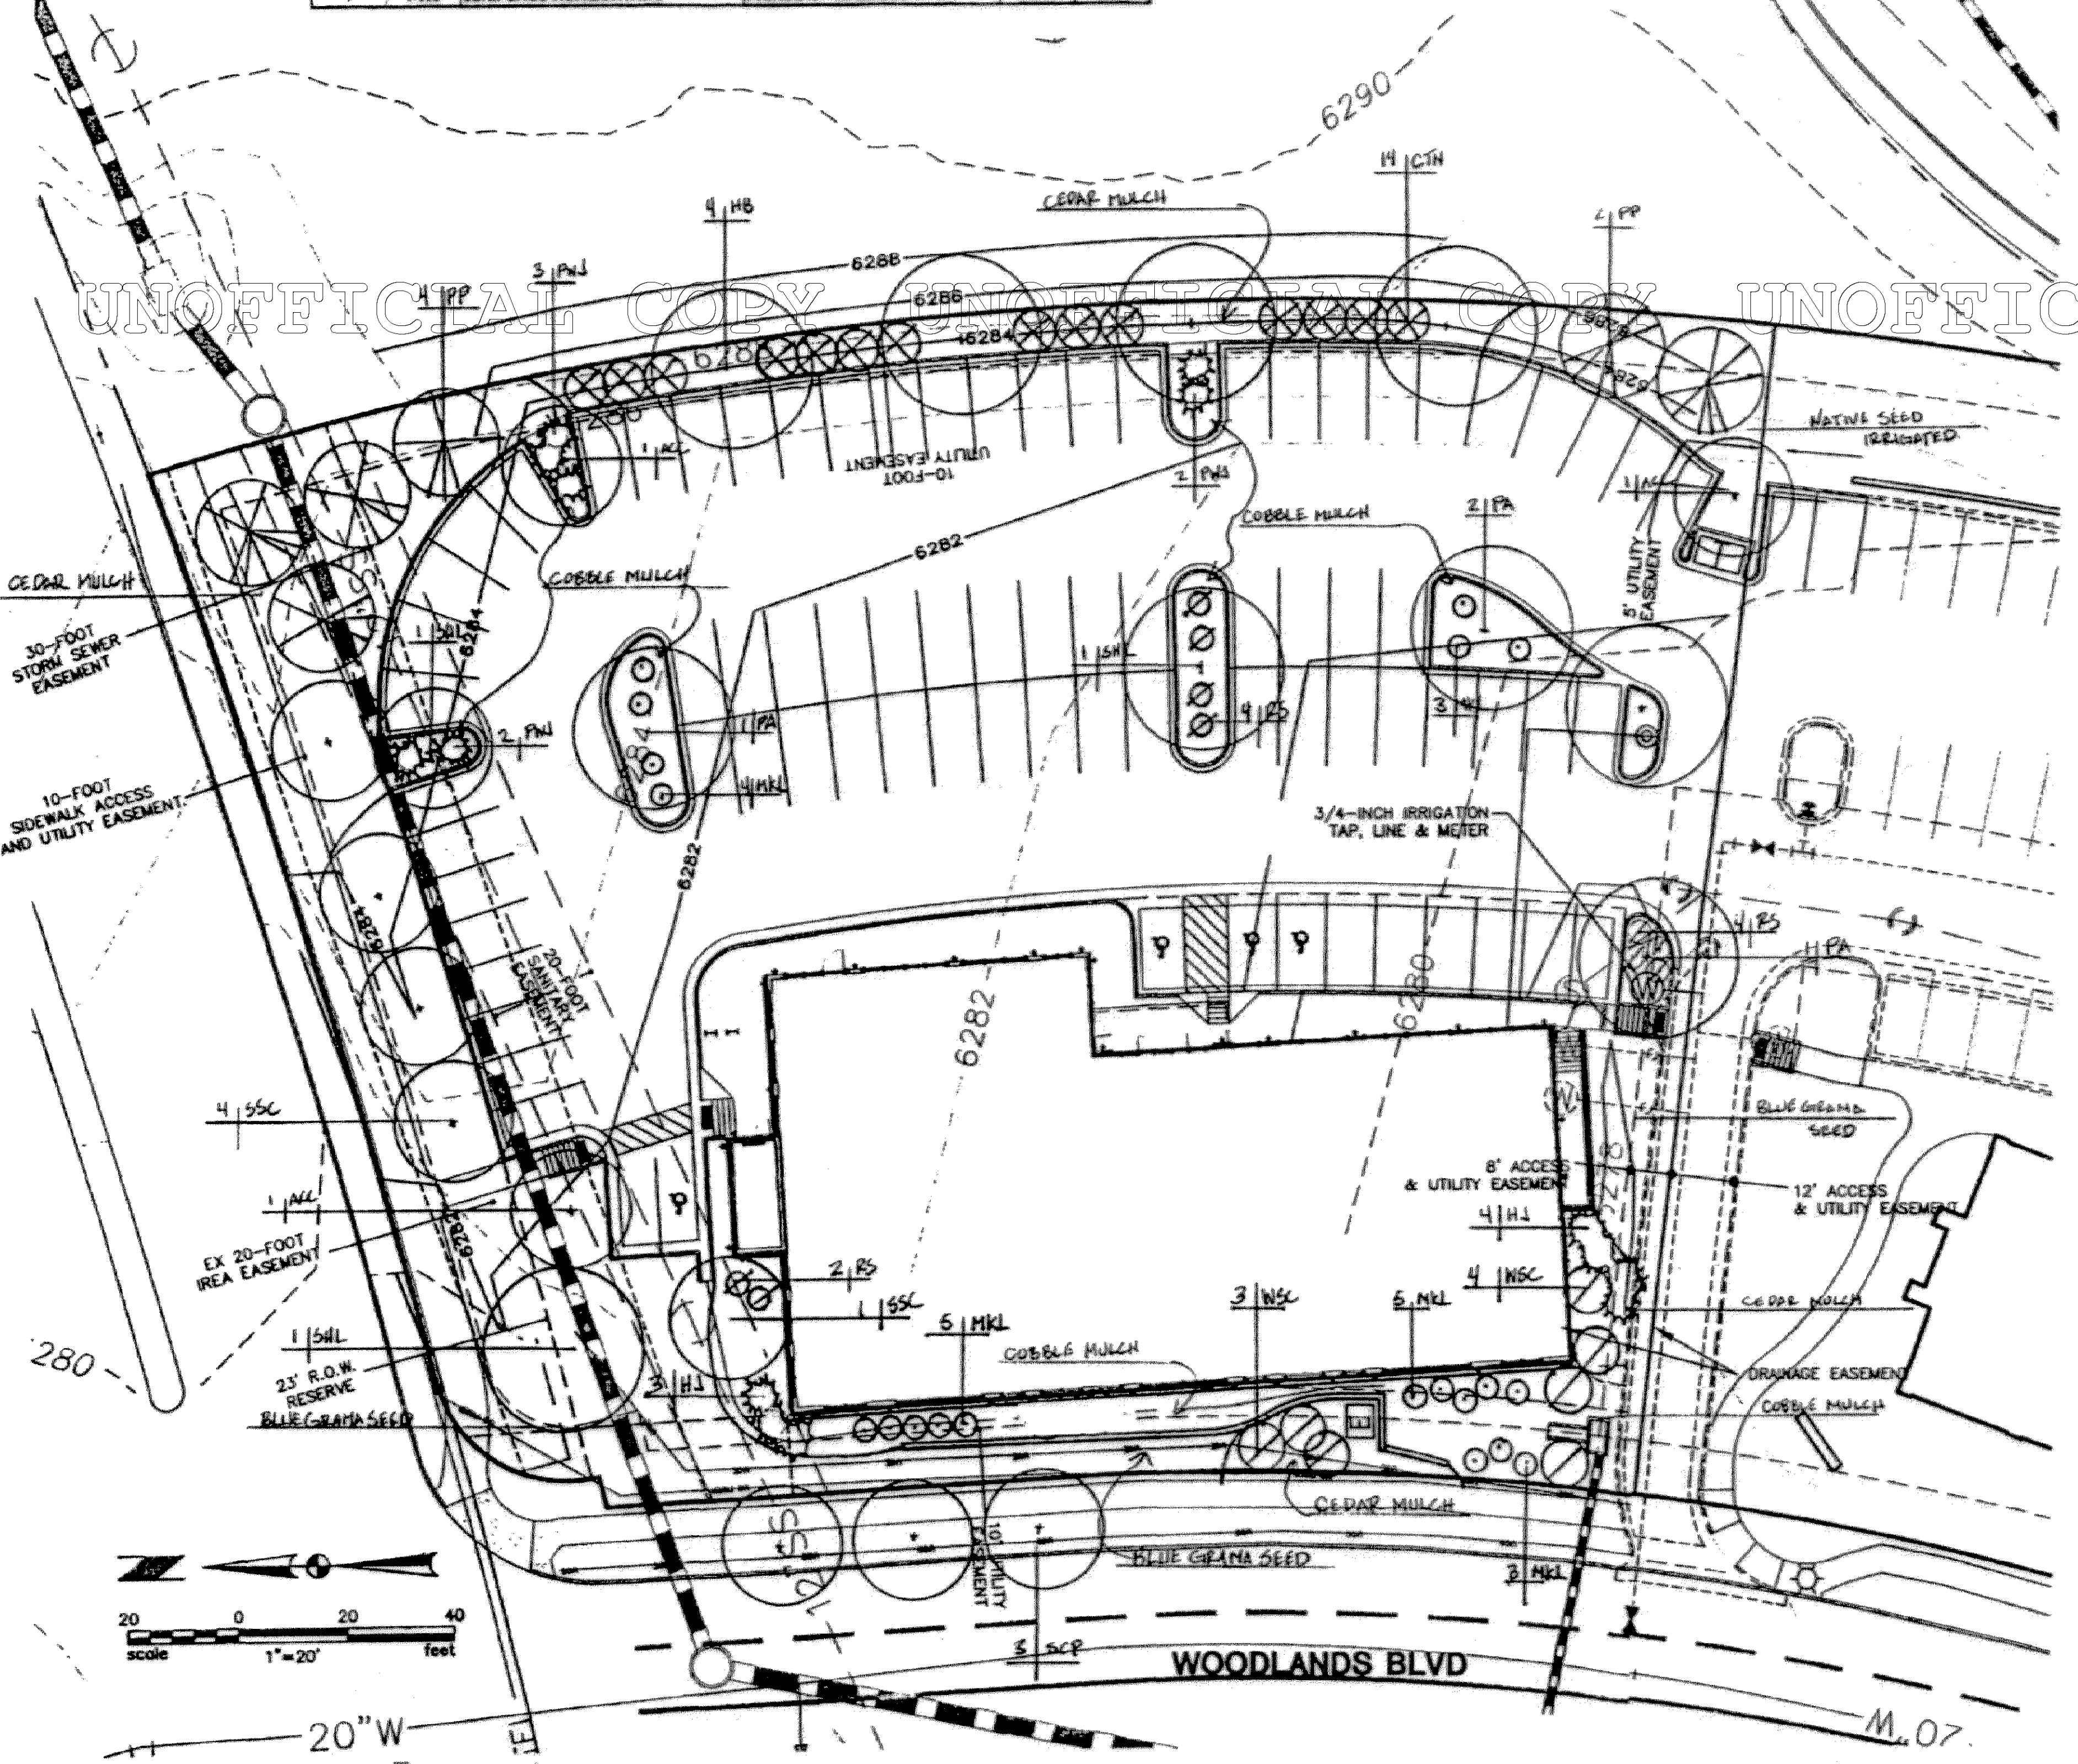 6290
14 CTH
CEDAR MULCH
4 HB
PP
3 PWJ
6288
4 PP
UNOFFICIAL COPY UNOFFICIAL COPY UNOFFIC
6286
6284
628
6286
6284
NATIVE SEED
IRRIGATED
1 ACC
10-FOOT
UTILITY EASEMENT
2 PWJ
COBBLE MULCH
2 PA
6282
5' UTILITY
EASEMENT
CEDAR MULCH
COBBLE MULCH
30-FOOT
STORM SEWER
EASEMENT
1 SHL
6284
1 SHL
4 RS
2 PWJ
1 PA
4 MKL
10-FOOT
SIDEWALK ACCESS
AND UTILITY EASEMENT
3/4-INCH IRRIGATION
TAP, LINE & METER
6282
6284
4 RS
1 PA
20-FOOT
SANITARY
EASEMENT
6282
6280
4 SSC
BLUE GRAMA
SEED
8' ACCESS
& UTILITY EASEMENT
12' ACCESS
& UTILITY EASEMENT
1 ACC
4 HJ
EX 20-FOOT
IREA EASEMENT
6282
2 RS
4 WSC
1 SSC
3 WSC
5 MKL
CEDAR MULCH
5 MKL
1 SHL
COBBLE MULCH
280
23' R.O.W.
RESERVE
3 HJ
DRAINAGE EASEMENT
BLUE GRAMA SEED
COBBLE MULCH
E
CEDAR MULCH
10' UTILITY
EASEMENT
BLUE GRAMA SEED
3 MKL
20 0 20 40
scale 1"=20' feet
3 SCP
WOODLANDS BLVD
20"W